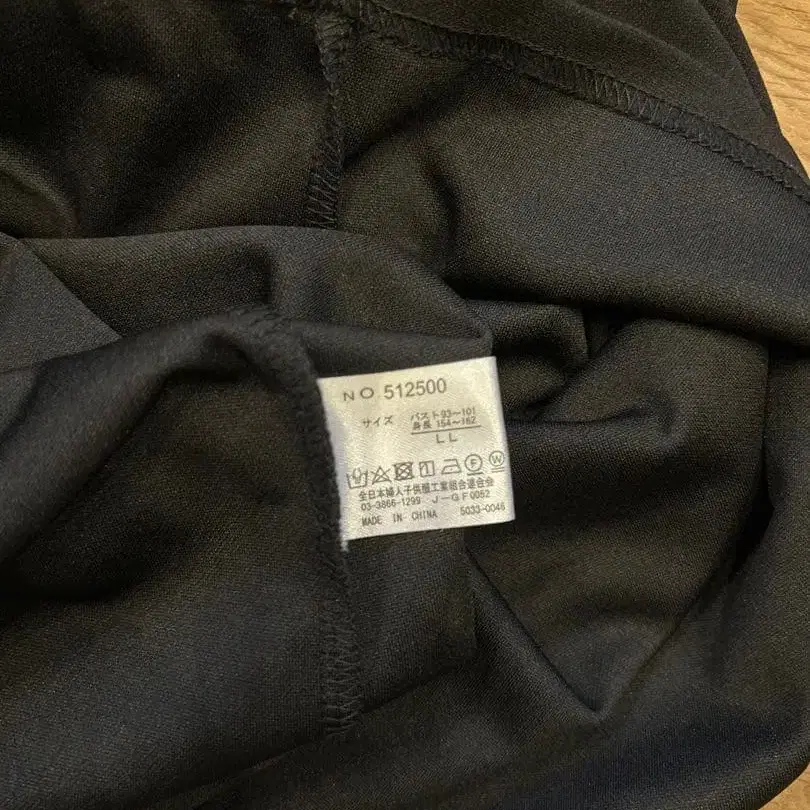 NO 512500
サイズ バスト93～101
身長 154～162
LL
F W
全日本婦人子供服工業組合連合会
03-3866-1299 J-GF0052
MADE IN CHINA 5033-0046